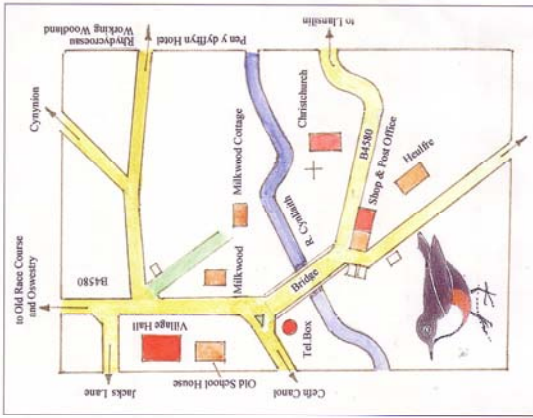 Rhydycroesau
Working Woodland
Pen y dyffryn Hotel
to Llansilin
Cynynion
Milkwood Cottage
Christchurch
B4580
Shop & Post Office
Heulfre
R. Cynllaith
to Old Race Course
and Oswestry
B4580
Milkwood
Bridge
Village Hall
Tel.Box
Jacks Lane
Old School House
Cefn Canol